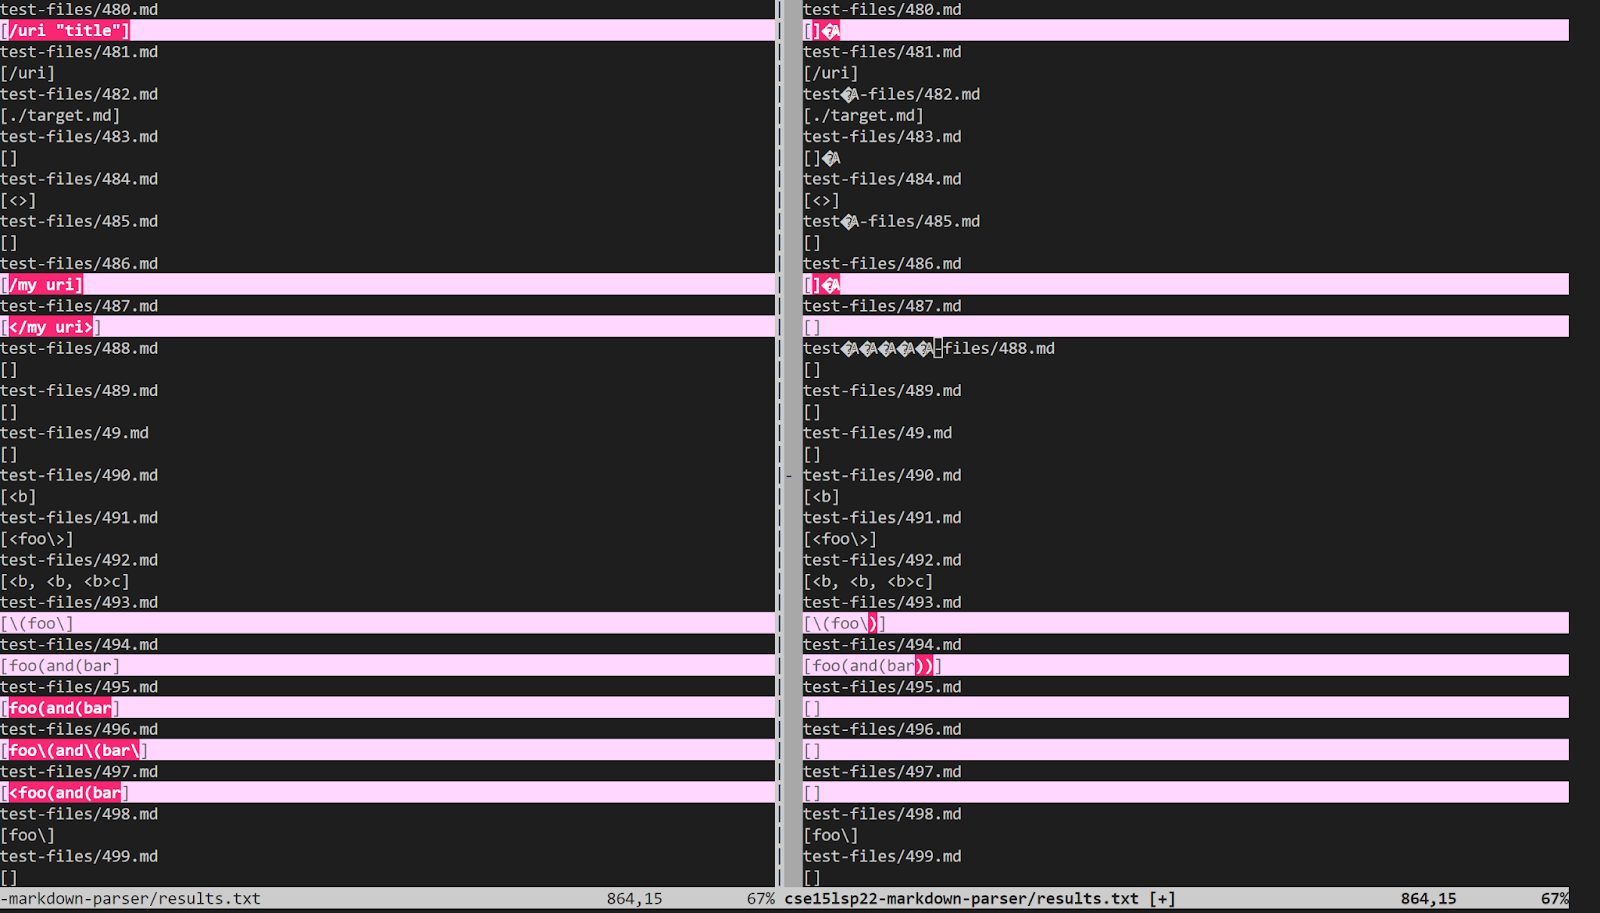 test-files/480.md
[/uri "title"]
test-files/481.md
[/uri]
test-files/482.md
[./target.md]
test-files/483.md
[]
test-files/484.md
[<>]
test-files/485.md
[]
test-files/486.md
[/my uri]
test-files/487.md
[</my uri>]
test-files/488.md
[]
test-files/489.md
[]
test-files/49.md
[]
test-files/490.md
[<b]
test-files/491.md
[<foo\>]
test-files/492.md
[<b, <b, <b>c]
test-files/493.md
[\(foo\]
test-files/494.md
[foo(and(bar]
test-files/495.md
[foo(and(bar]
test-files/496.md
[foo\(and\(bar\]
test-files/497.md
[<foo(and(bar]
test-files/498.md
[foo\]
test-files/499.md
[]
-markdown-parser/results.txt 864,15 67%
test-files/480.md
[]�A
test-files/481.md
[/uri]
test�A-files/482.md
[./target.md]
test-files/483.md
[]�A
test-files/484.md
[<>]
test�A-files/485.md
[]
test-files/486.md
[]�A
test-files/487.md
[]
test�A�A�A�A�A-files/488.md
[]
test-files/489.md
[]
test-files/49.md
[]
- test-files/490.md
[<b]
test-files/491.md
[<foo\>]
test-files/492.md
[<b, <b, <b>c]
test-files/493.md
[\(foo\)]
test-files/494.md
[foo(and(bar))]
test-files/495.md
[]
test-files/496.md
[]
test-files/497.md
[]
test-files/498.md
[foo\]
test-files/499.md
[]
cse15lsp22-markdown-parser/results.txt [+] 864,15 67%